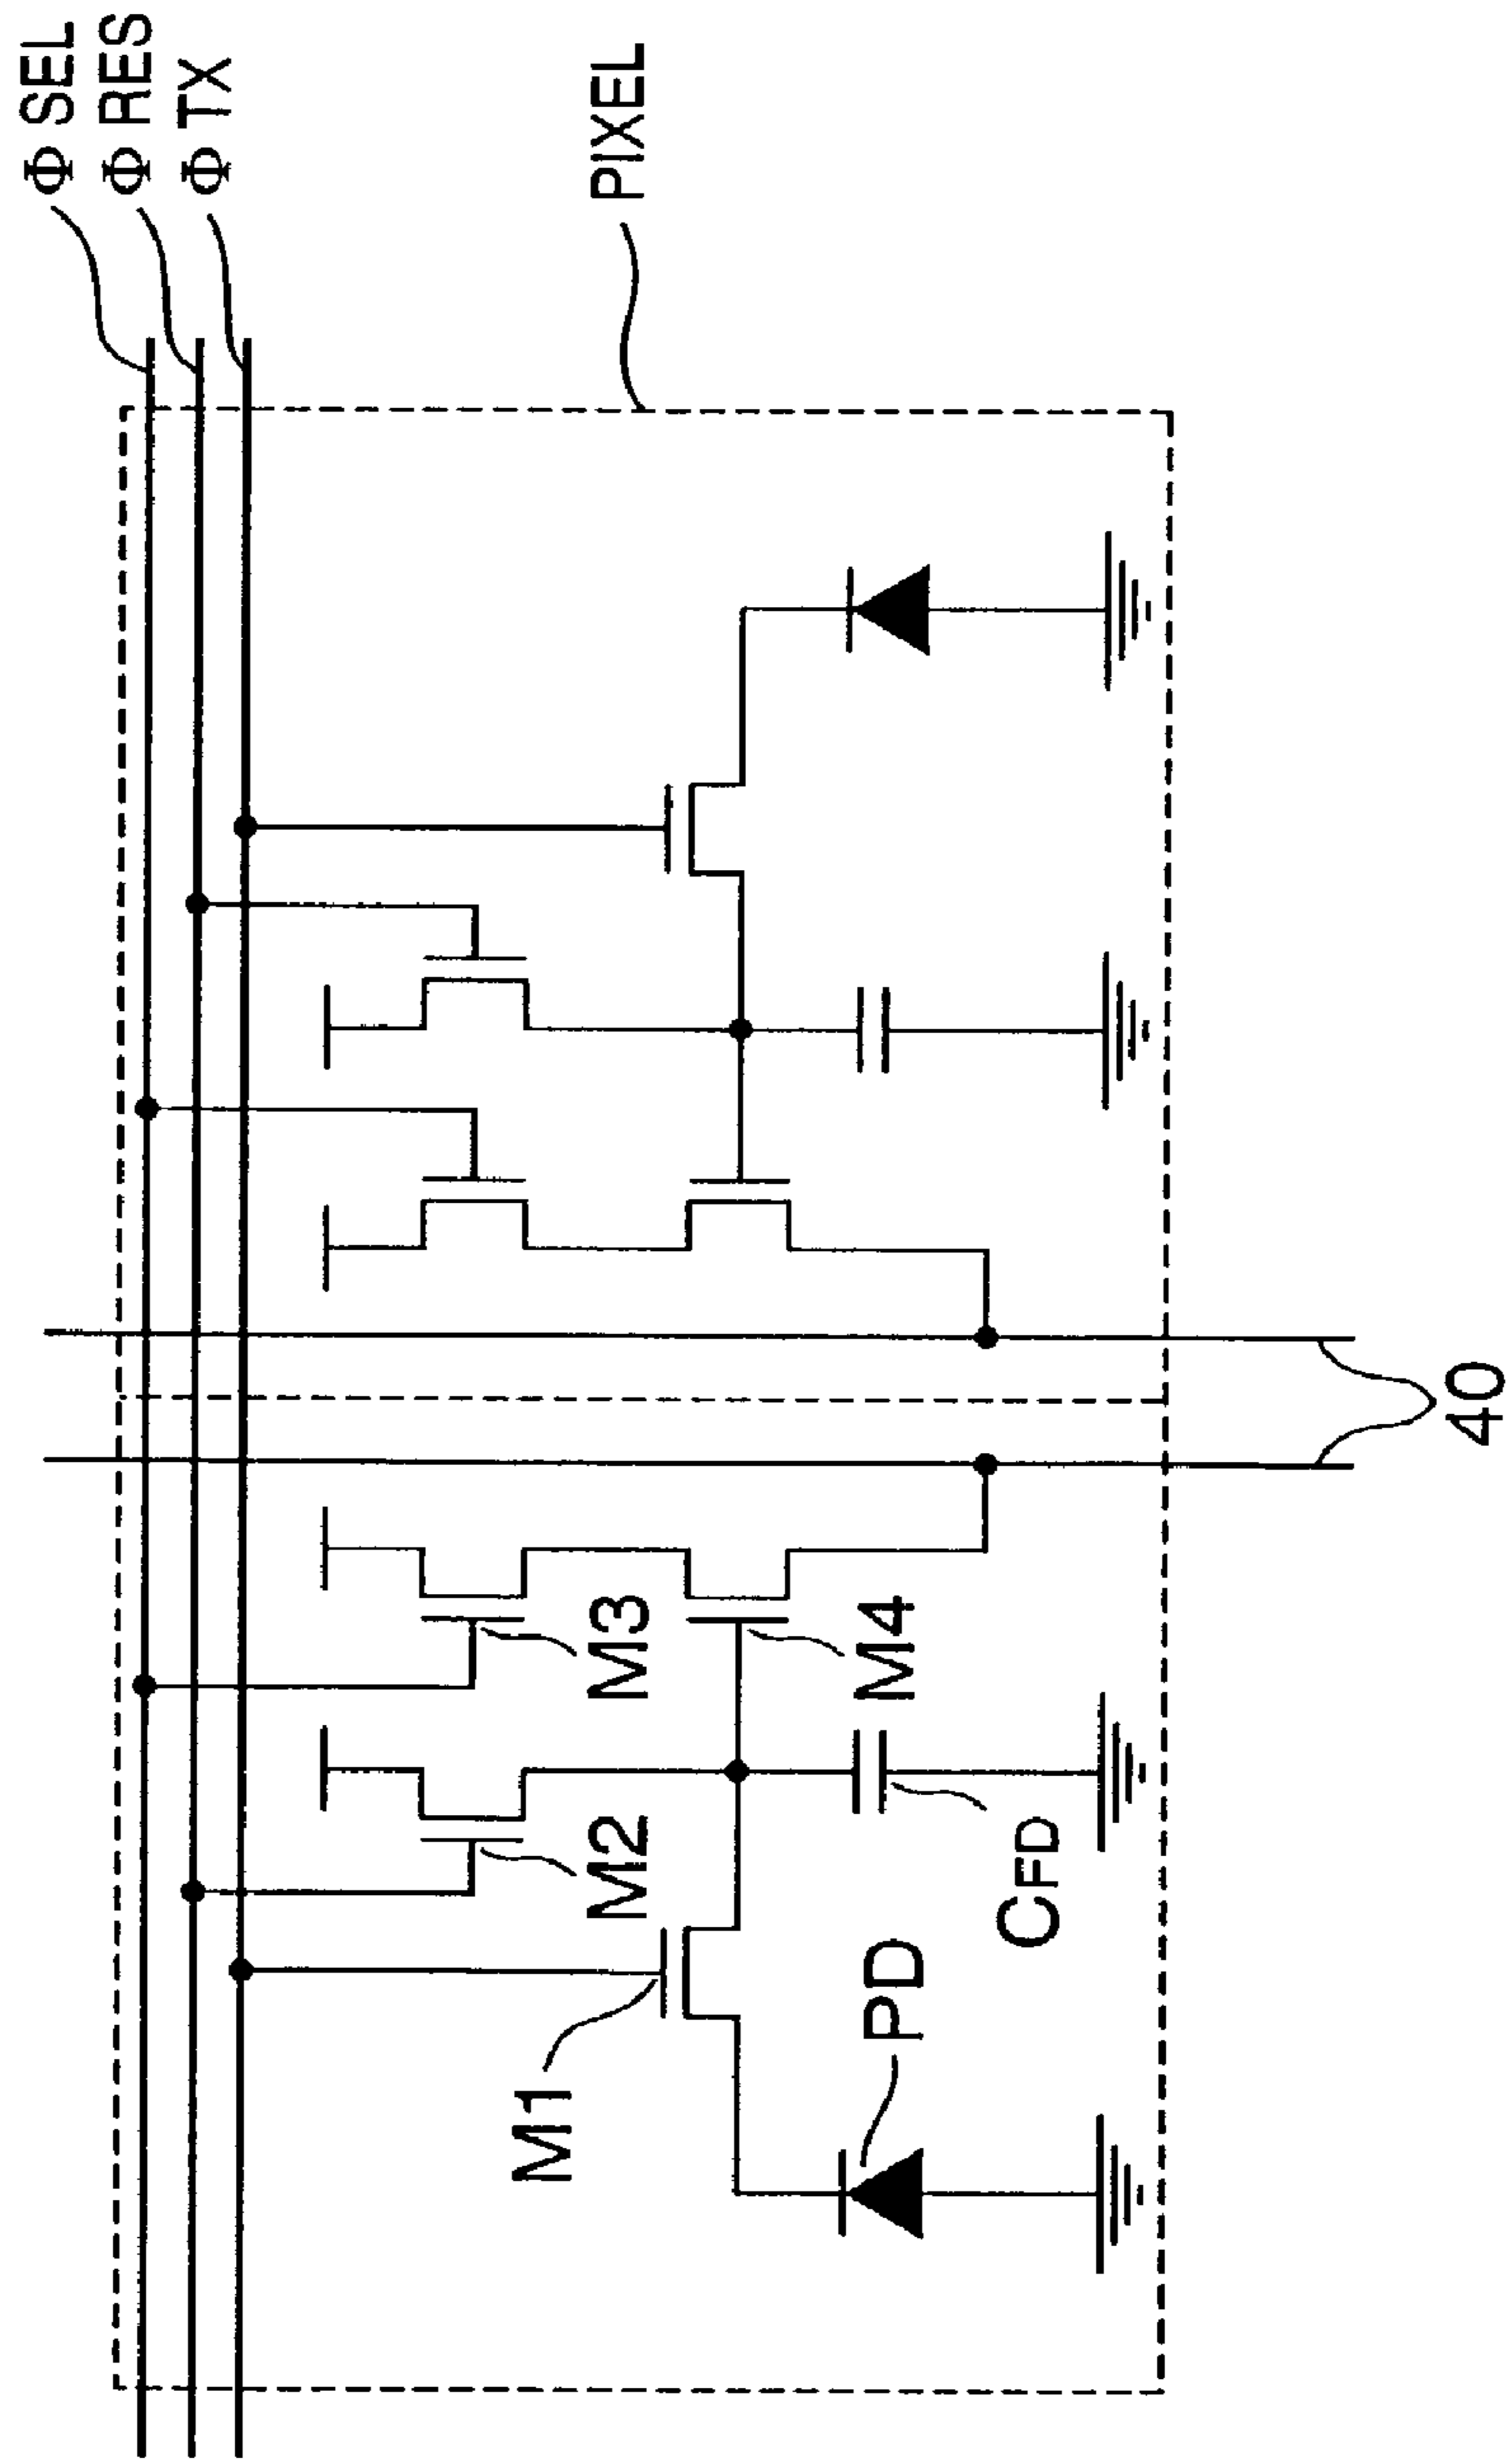 Φ SEL
Φ RES
Φ TX
PIXEL
M3
M4
M2
CFD
M1
PD
40